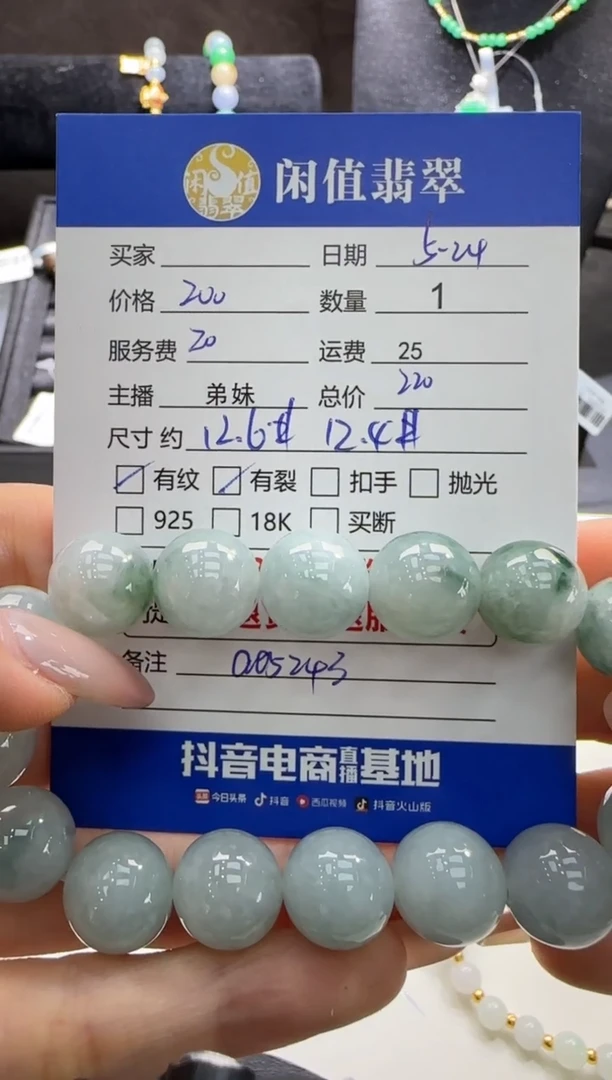 闲值翡翠
闲值翡翠
买家 日期 5-24
价格 200 数量 1
服务费 20 运费 25
主播 弟妹 总价 220
尺寸 约 12.6 12.4
有纹 有裂 扣手 抛光
925 18K 买断
备注
抖音电商直播基地
头条 今日头条 抖音 西瓜视频 抖音火山版